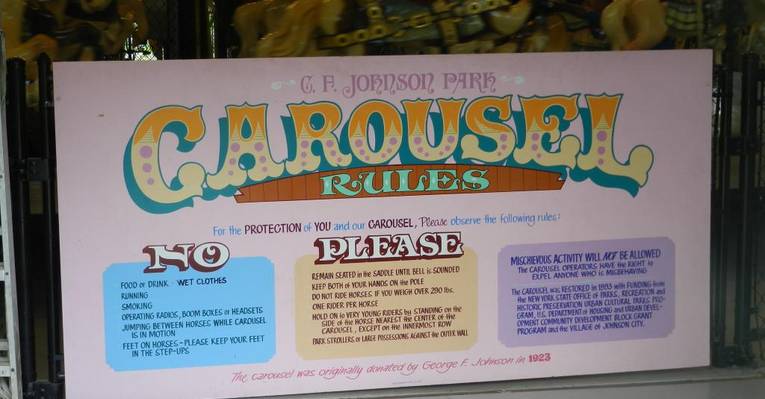 C. F. JOHNSON PARK
CAROUSEL
RULES
For the PROTECTION of YOU and our CAROUSEL, Please observe the following rules:
NO
FOOD or DRINK - WET CLOTHES
RUNNING
SMOKING
OPERATING RADIOS, BOOM BOXES or HEADSETS
JUMPING BETWEEN HORSES WHILE CAROUSEL
IS IN MOTION
FEET ON HORSES - PLEASE KEEP YOUR FEET
IN THE STEP-UPS
PLEASE
REMAIN SEATED in the SADDLE UNTIL BELL is SOUNDED
KEEP BOTH of YOUR HANDS ON the POLE
DO NOT RIDE HORSES IF YOU WEIGH OVER 290 lbs.
ONE RIDER PER HORSE
HOLD ON to VERY YOUNG RIDERS by STANDING on the
SIDE of the HORSE NEAREST the CENTER of the
CAROUSEL, EXCEPT on the INNERMOST ROW
PARK STROLLERS or LARGE POSSESSIONS AGAINST the OUTER WALL
MISCHIEVOUS ACTIVITY WILL NOT BE ALLOWED
The CAROUSEL OPERATORS HAVE the RIGHT to
EXPEL ANYONE WHO is MISBEHAVING
The CAROUSEL was RESTORED in 1993 with FUNDING from
the NEW YORK STATE OFFICE of PARKS, RECREATION and
HISTORIC PRESERVATION URBAN CULTURAL PARKS PRO-
GRAM, U.S. DEPARTMENT of HOUSING and URBAN DEVEL-
OPMENT COMMUNITY DEVELOPMENT BLOCK GRANT
PROGRAM and the VILLAGE of JOHNSON CITY.
The carousel was originally donated by George F. Johnson in 1923